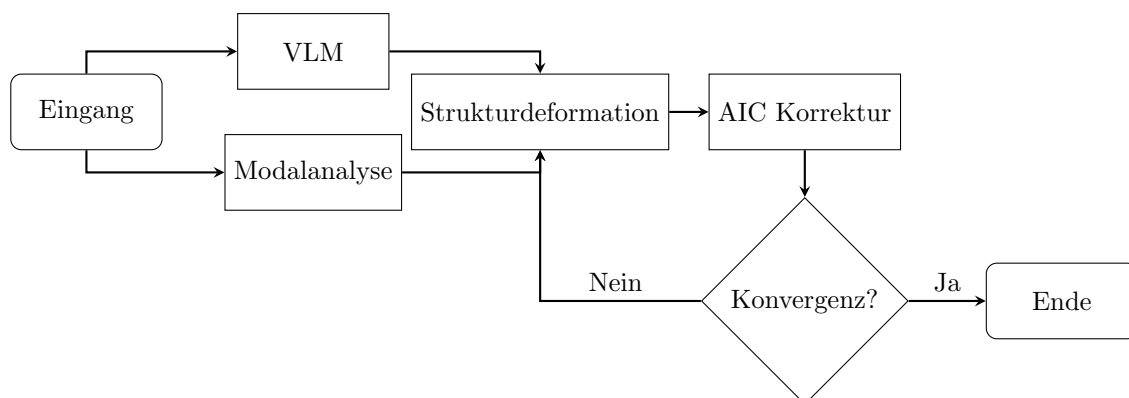 VLM
Eingang
Strukturdeformation
AIC Korrektur
Modalanalyse
Nein
Konvergenz?
Ja
Ende